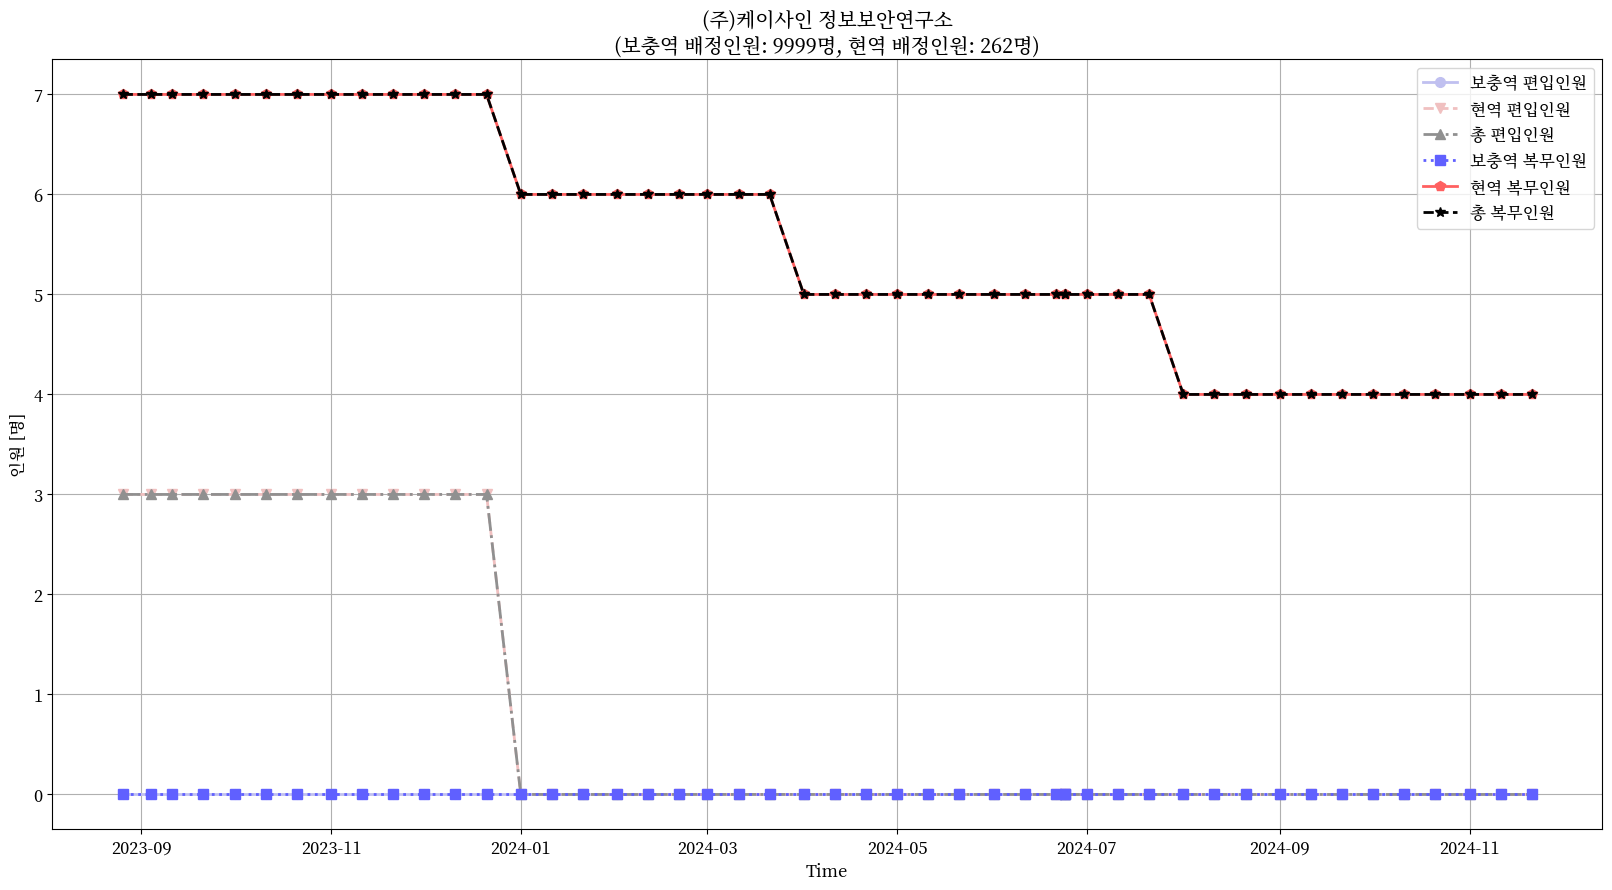 (주)케이사인 정보보안연구소
(보충역 배정인원: 9999명, 현역 배정인원: 262명)
보충역 편입인원
현역 편입인원
총 편입인원
보충역 복무인원
현역 복무인원
총 복무인원
인원 [명]
7
6
5
4
3
2
1
0
2023-09
2023-11
2024-01
2024-03
2024-05
2024-07
2024-09
2024-11
Time